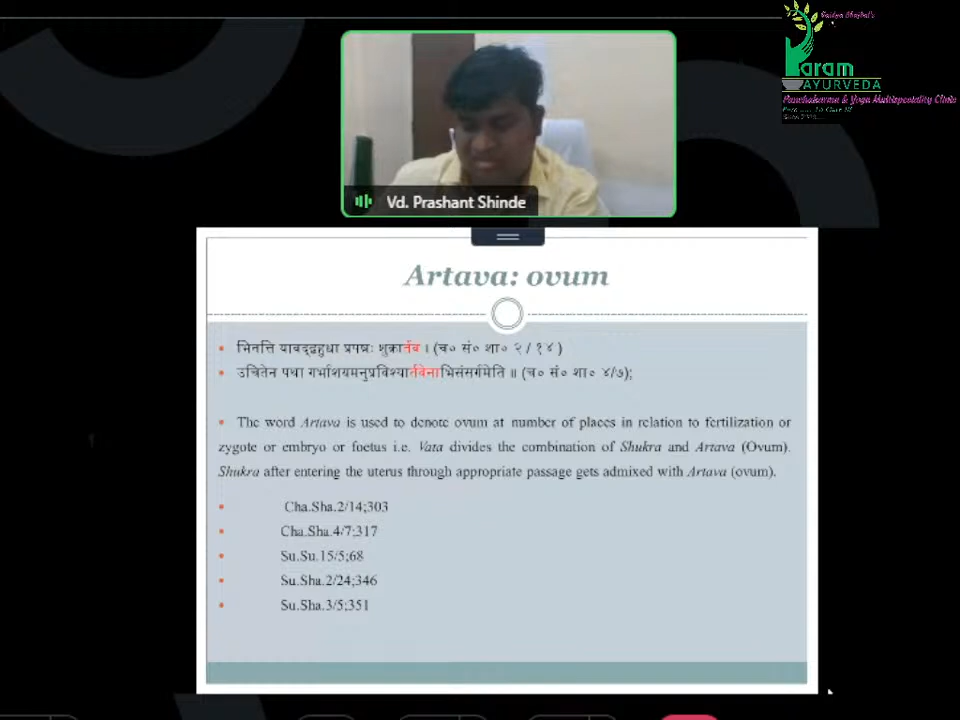 Vaidya Shejbal's
Param
AYURVEDA
Panchakarma & Yoga Multispeciality Clinic
Vd. Prashant Shinde
Artava: ovum
भिनत्ति यावद्बहुधा प्रपन्नः शुक्रार्तव । (च० सं० शा० २ / १४ )
उचितेन पथा गर्भाशयमनुप्रविश्यार्तवेनाभिसंसर्गमेति ॥ (च० सं० शा० ४/७);
The word Artava is used to denote ovum at number of places in relation to fertilization or
zygote or embryo or foetus i.e. Vata divides the combination of Shukra and Artava (Ovum).
Shukra after entering the uterus through appropriate passage gets admixed with Artava (ovum).
Cha.Sha.2/14;303
Cha.Sha.4/7;317
Su.Su.15/5;68
Su.Sha.2/24;346
Su.Sha.3/5;351